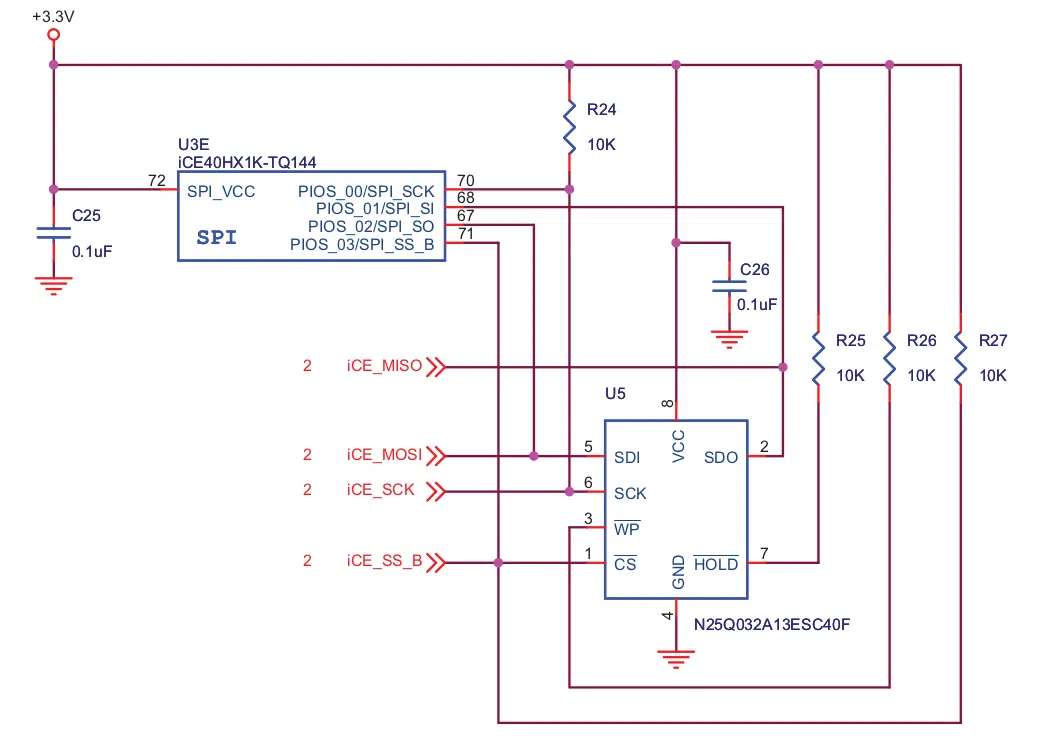 +3.3V
R24
10K
U3E
iCE40HX1K-TQ144
72
SPI_VCC
PIOS_00/SPI_SCK
70
PIOS_01/SPI_SI
68
PIOS_02/SPI_SO
67
PIOS_03/SPI_SS_B
71
SPI
C25
0.1uF
C26
0.1uF
R25
10K
R26
10K
R27
10K
2 iCE_MISO
U5
8
2 iCE_MOSI
5
SDI
VCC
SDO
2
2 iCE_SCK
6
SCK
3
WP
2 iCE_SS_B
1
CS
GND
HOLD
7
4
N25Q032A13ESC40F